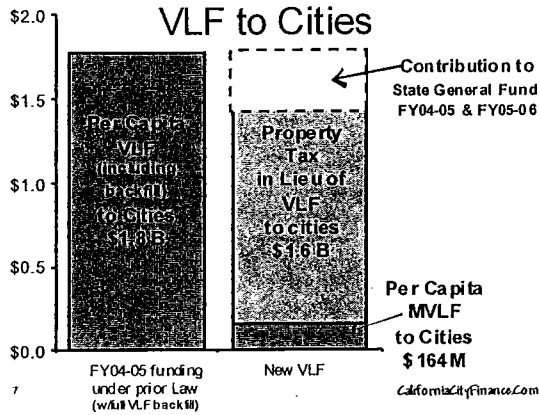 VLF to Cities
$2.0
$1.5
$1.0
$0.5
$0.0
Per Capita
VLF
(including
backfill)
to Cities
$1.8 B
Property
Tax
in Lieu of
VLF
to cities
$1.6 B
Contribution to
State General Fund
FY04-05 & FY05-06
Per Capita
MVLF
to Cities
$164M
FY04-05 funding
under prior Law
(w/full VLF backfill)
New VLF
7
CaliforniaCityFinance.Com